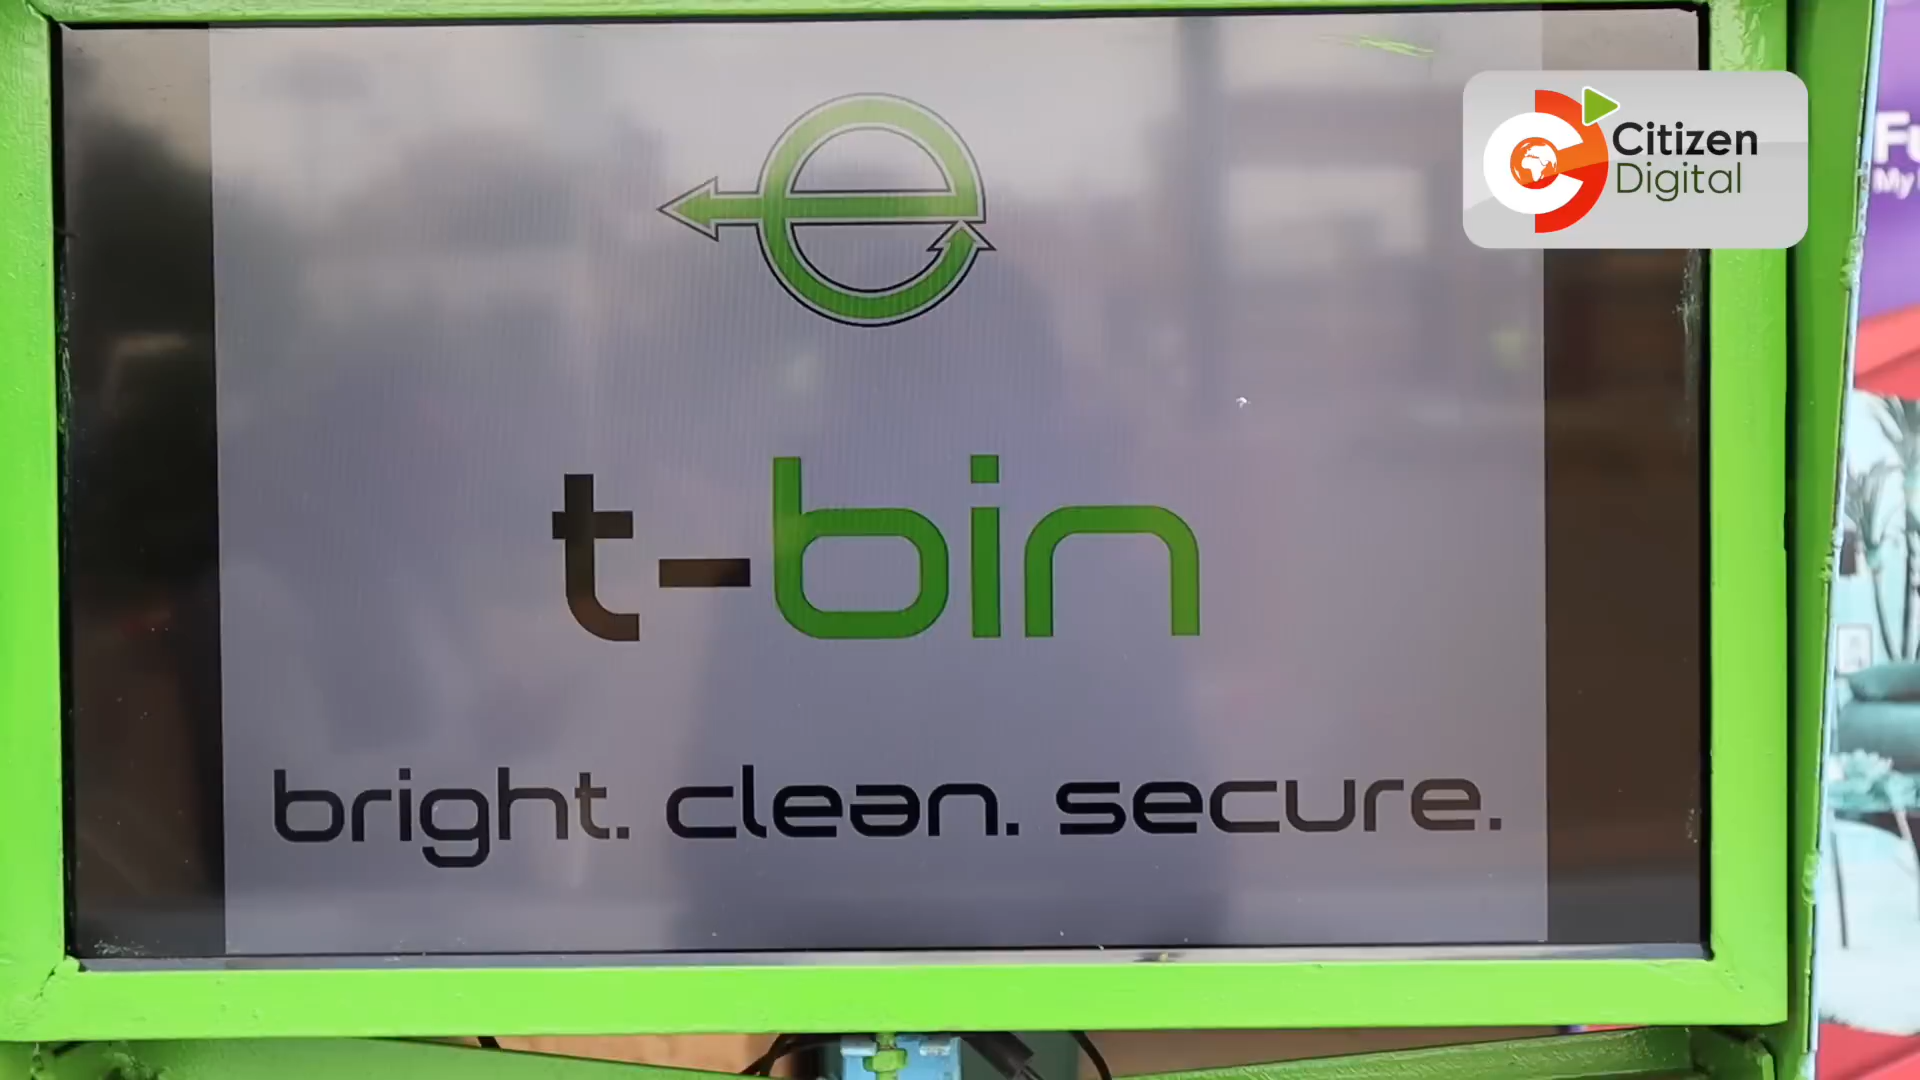 Citizen
Digital
t-bin
bright. clean. secure.